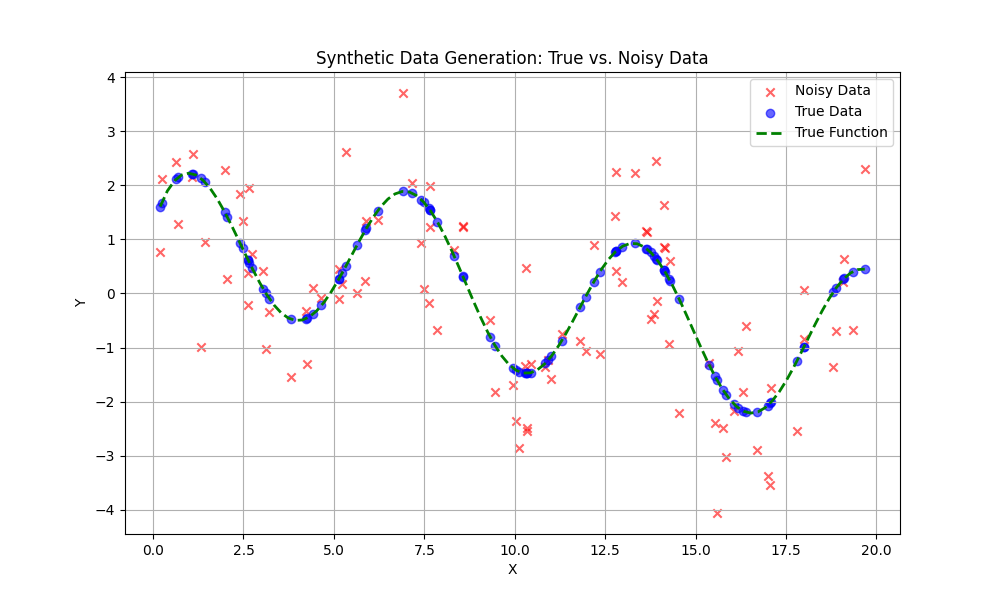 Synthetic Data Generation: True vs. Noisy Data
Noisy Data
True Data
True Function
4
3
2
1
0
−1
−2
−3
−4
Y
0.0 2.5 5.0 7.5 10.0 12.5 15.0 17.5 20.0
X